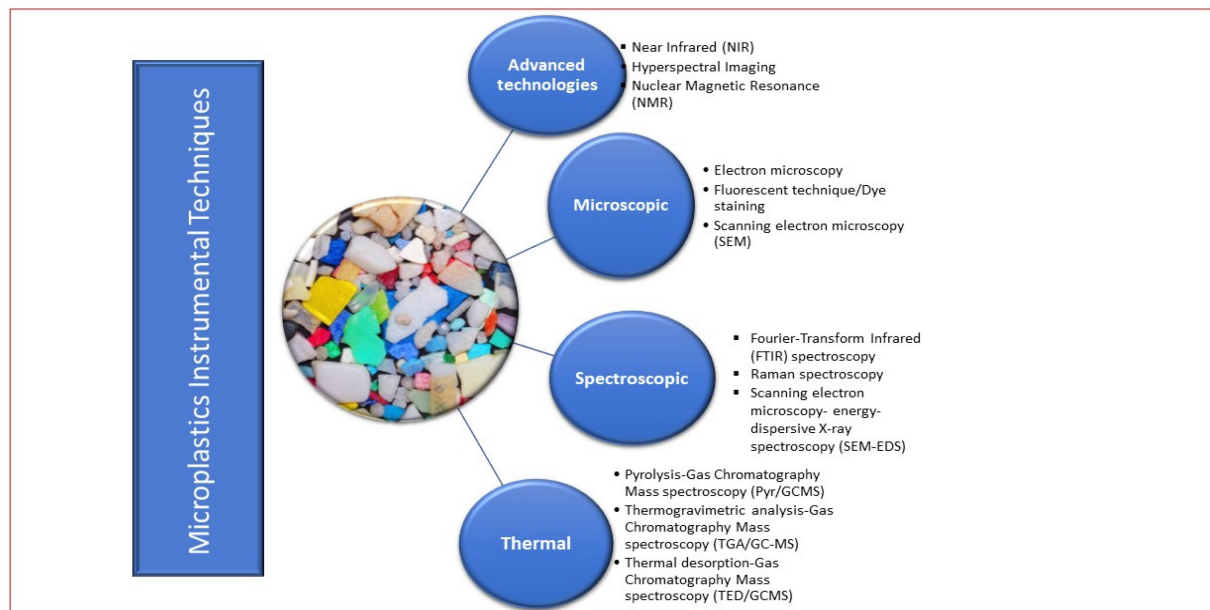 Microplastics Instrumental Techniques
Advanced
technologies
▪ Near Infrared (NIR)
• Hyperspectral Imaging
▪ Nuclear Magnetic Resonance
(NMR)
Microscopic
• Electron microscopy
• Fluorescent technique/Dye
staining
• Scanning electron microscopy
(SEM)
Spectroscopic
▪ Fourier-Transform Infrared
(FTIR) spectroscopy
▪ Raman spectroscopy
▪ Scanning electron
microscopy- energy-
dispersive X-ray
spectroscopy (SEM-EDS)
Thermal
• Pyrolysis-Gas Chromatography
Mass spectroscopy (Pyr/GCMS)
• Thermogravimetric analysis-Gas
Chromatography Mass
spectroscopy (TGA/GC-MS)
• Thermal desorption-Gas
Chromatography Mass
spectroscopy (TED/GCMS)